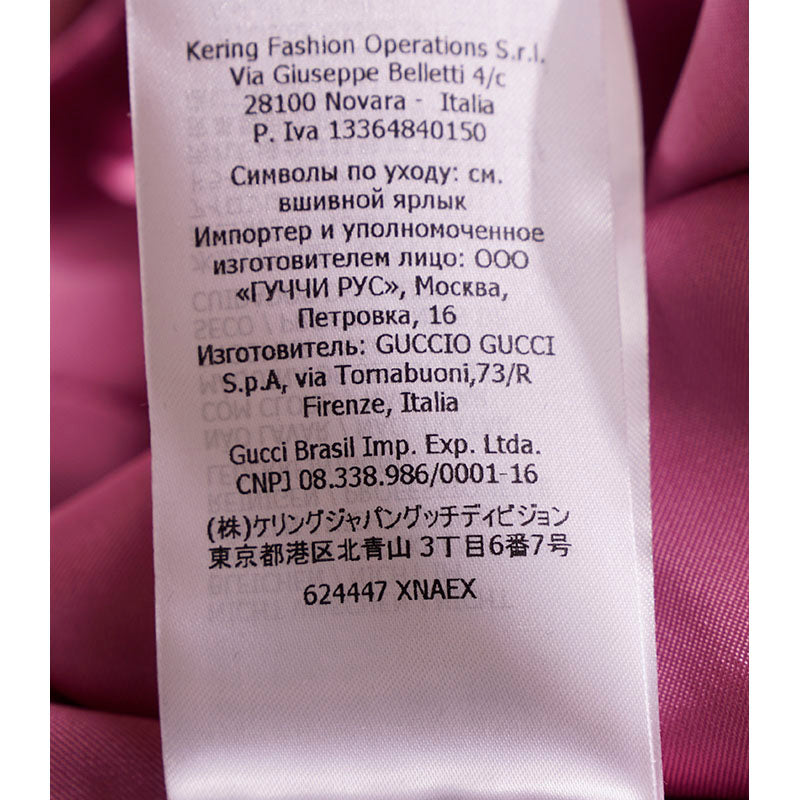 Kering Fashion Operations S.r.l.
Via Giuseppe Belletti 4/c
28100 Novara - Italia
P. Iva 13364840150
Символы по уходу: см.
вшивной ярлык
Импортер и уполномоченное
изготовителем лицо: ООО
«ГУЧЧИ РУС», Москва,
Петровка, 16
Изготовитель: GUCCIO GUCCI
S.p.A, via Tornabuoni,73/R
Firenze, Italia
Gucci Brasil Imp. Exp. Ltda.
CNPJ 08.338.986/0001-16
(株)ケリングジャパングッチディビジョン
東京都港区北青山 3丁目6番7号
624447 XNAEX